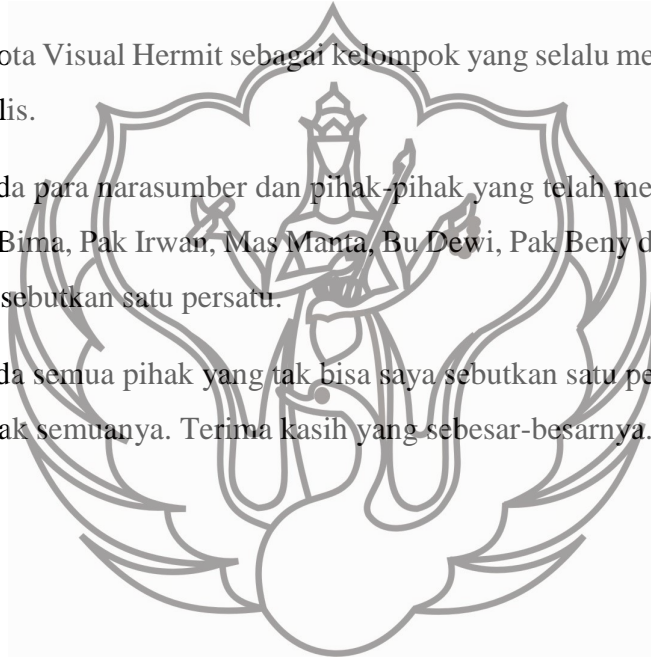 ota Visual Hermit sebagai kelompok yang selalu me
lis.
da para narasumber dan pihak-pihak yang telah me
Bima, Pak Irwan, Mas Manta, Bu Dewi, Pak Beny d
sebutkan satu persatu.
da semua pihak yang tak bisa saya sebutkan satu pe
ak semuanya. Terima kasih yang sebesar-besarnya.